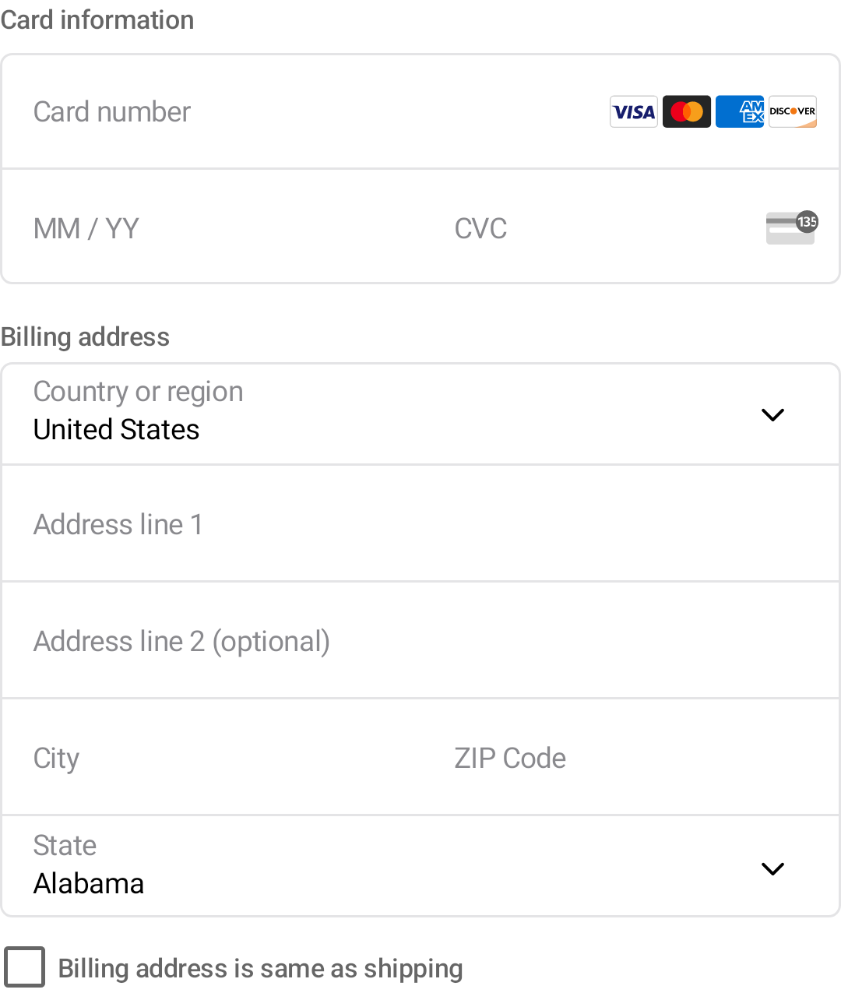 Card information
Card number VISA AM EX DISCOVER
MM / YY CVC 135
Billing address
Country or region
United States
Address line 1
Address line 2 (optional)
City ZIP Code
State
Alabama
Billing address is same as shipping